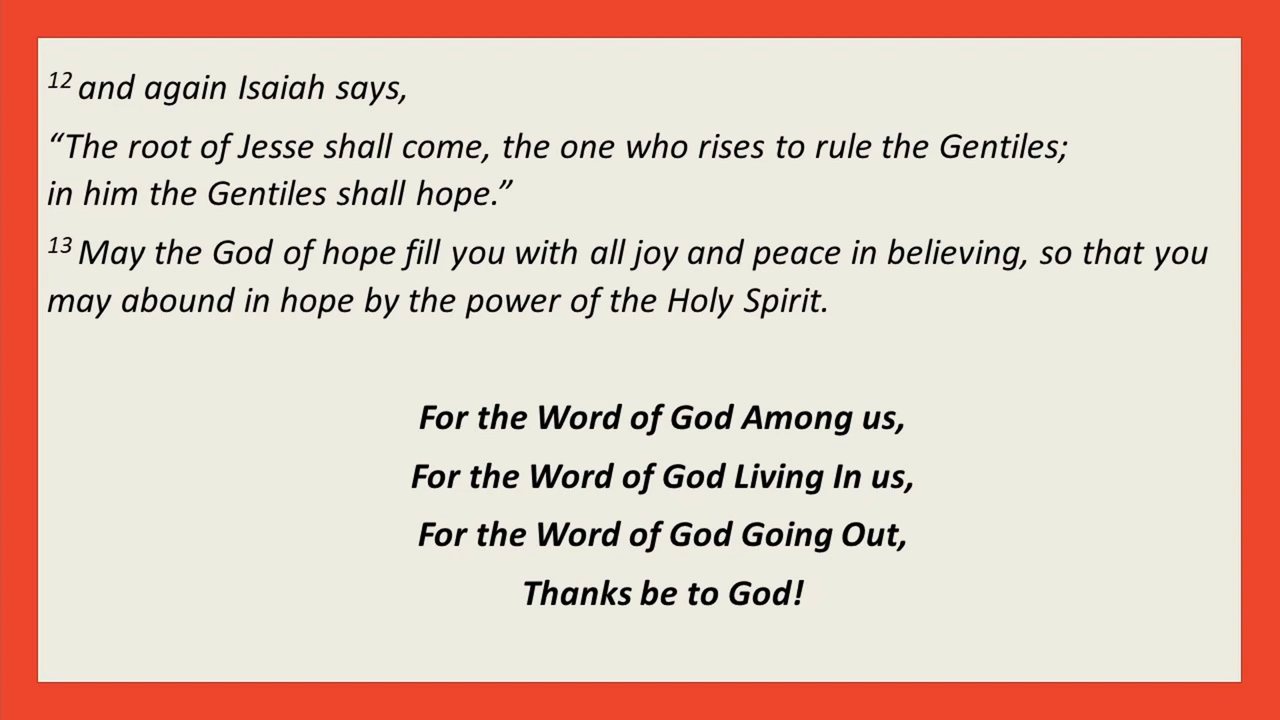 12 and again Isaiah says,
“The root of Jesse shall come, the one who rises to rule the Gentiles;
in him the Gentiles shall hope.”
13 May the God of hope fill you with all joy and peace in believing, so that you
may abound in hope by the power of the Holy Spirit.
For the Word of God Among us,
For the Word of God Living In us,
For the Word of God Going Out,
Thanks be to God!